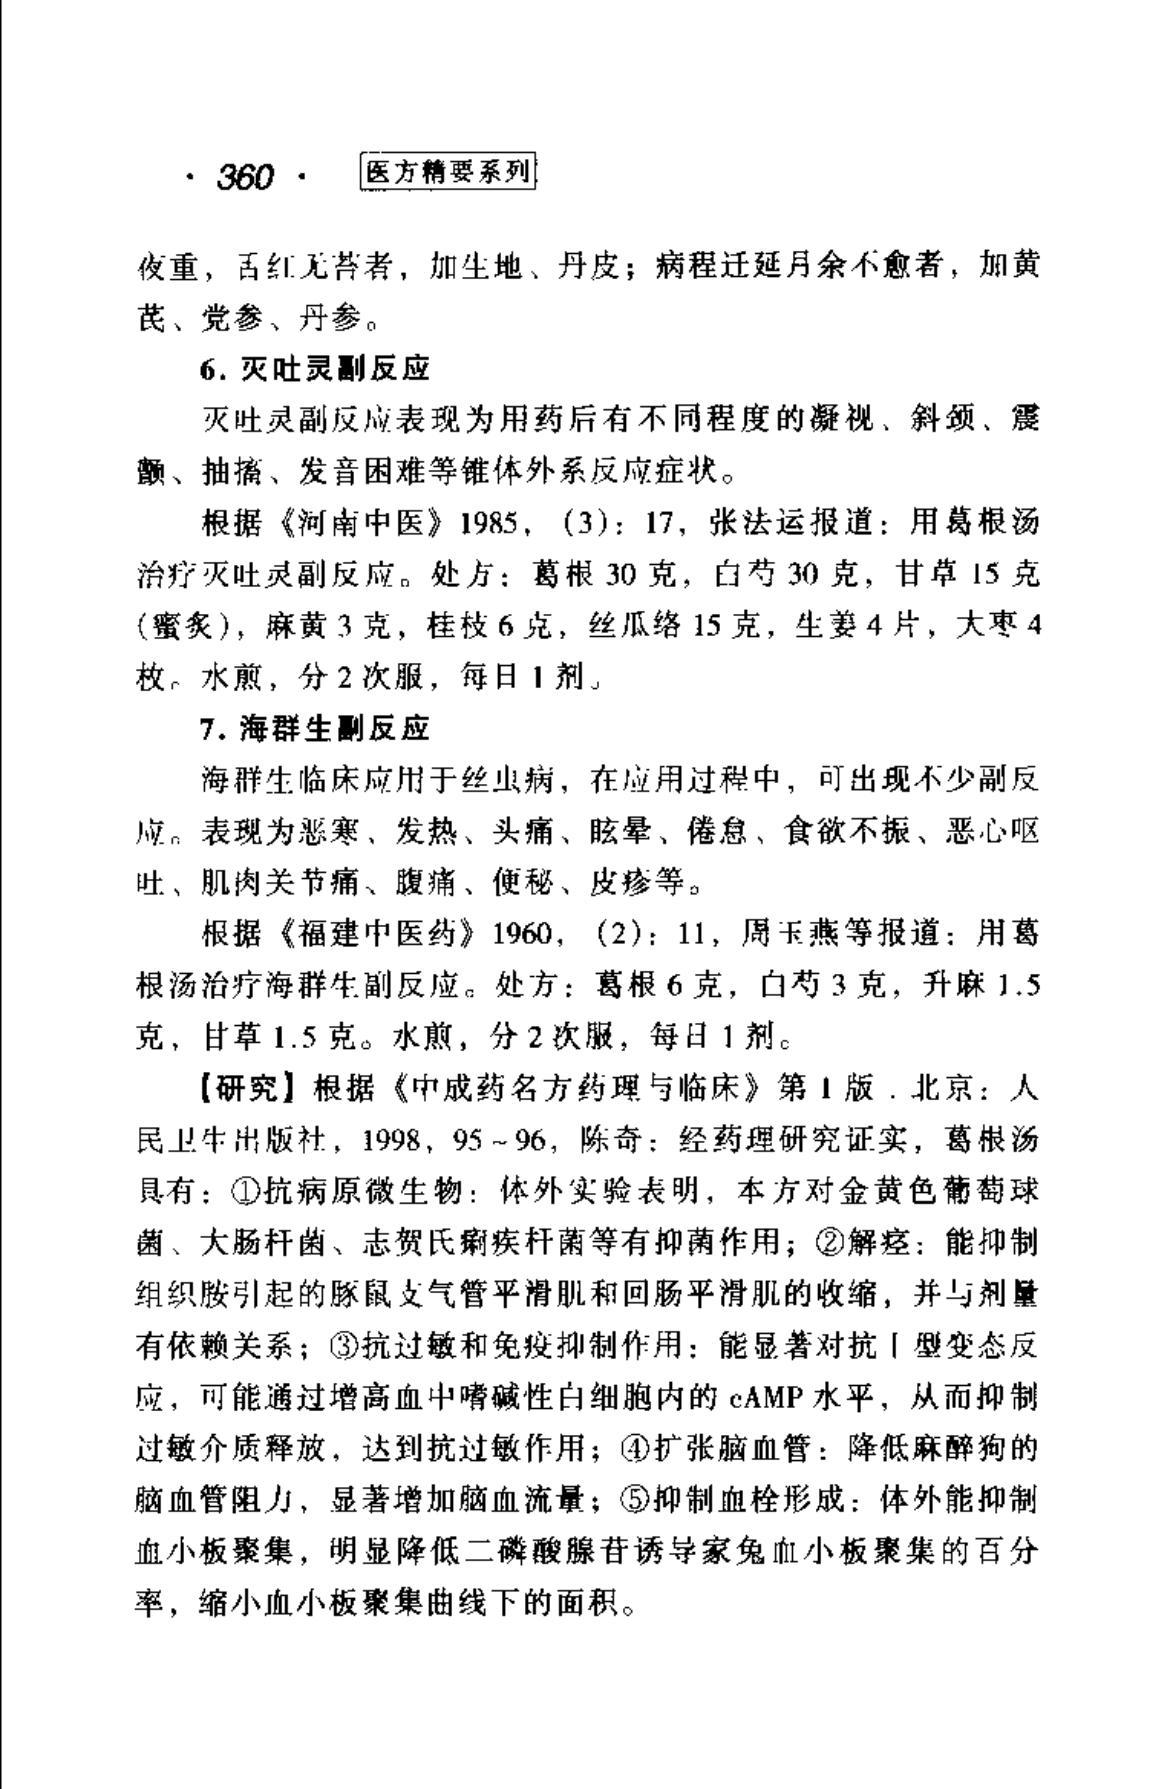 · 360 · 医方精要系列
夜重，舌红无苔者，加生地、丹皮；病程迁延月余不愈者，加黄
芪、党参、丹参。
6. 灭吐灵副反应
灭吐灵副反应表现为用药后有不同程度的凝视、斜颈、震
颤、抽搐、发音困难等锥体外系反应症状。
根据《河南中医》1985，（3）：17，张法运报道：用葛根汤
治疗灭吐灵副反应。处方：葛根 30 克，白芍 30 克，甘草 15 克
（蜜炙），麻黄 3 克，桂枝 6 克，丝瓜络 15 克，生姜 4 片，大枣 4
枚。水煎，分 2 次服，每日 1 剂。
7. 海群生副反应
海群生临床应用于丝虫病，在应用过程中，可出现不少副反
应。表现为恶寒、发热、头痛、眩晕、倦怠、食欲不振、恶心呕
吐、肌肉关节痛、腹痛、便秘、皮疹等。
根据《福建中医药》1960，（2）：11，周玉燕等报道：用葛
根汤治疗海群生副反应。处方：葛根 6 克，白芍 3 克，升麻 1.5
克，甘草 1.5 克。水煎，分 2 次服，每日 1 剂。
【研究】根据《中成药名方药理与临床》第 1 版．北京：人
民卫生出版社，1998，95～96，陈奇：经药理研究证实，葛根汤
具有：①抗病原微生物：体外实验表明，本方对金黄色葡萄球
菌、大肠杆菌、志贺氏痢疾杆菌等有抑菌作用；②解痉：能抑制
组织胺引起的豚鼠支气管平滑肌和回肠平滑肌的收缩，并与剂量
有依赖关系；③抗过敏和免疫抑制作用：能显著对抗Ⅰ型变态反
应，可能通过增高血中嗜碱性白细胞内的 cAMP 水平，从而抑制
过敏介质释放，达到抗过敏作用；④扩张脑血管：降低麻醉狗的
脑血管阻力，显著增加脑血流量；⑤抑制血栓形成：体外能抑制
血小板聚集，明显降低二磷酸腺苷诱导家兔血小板聚集的百分
率，缩小血小板聚集曲线下的面积。